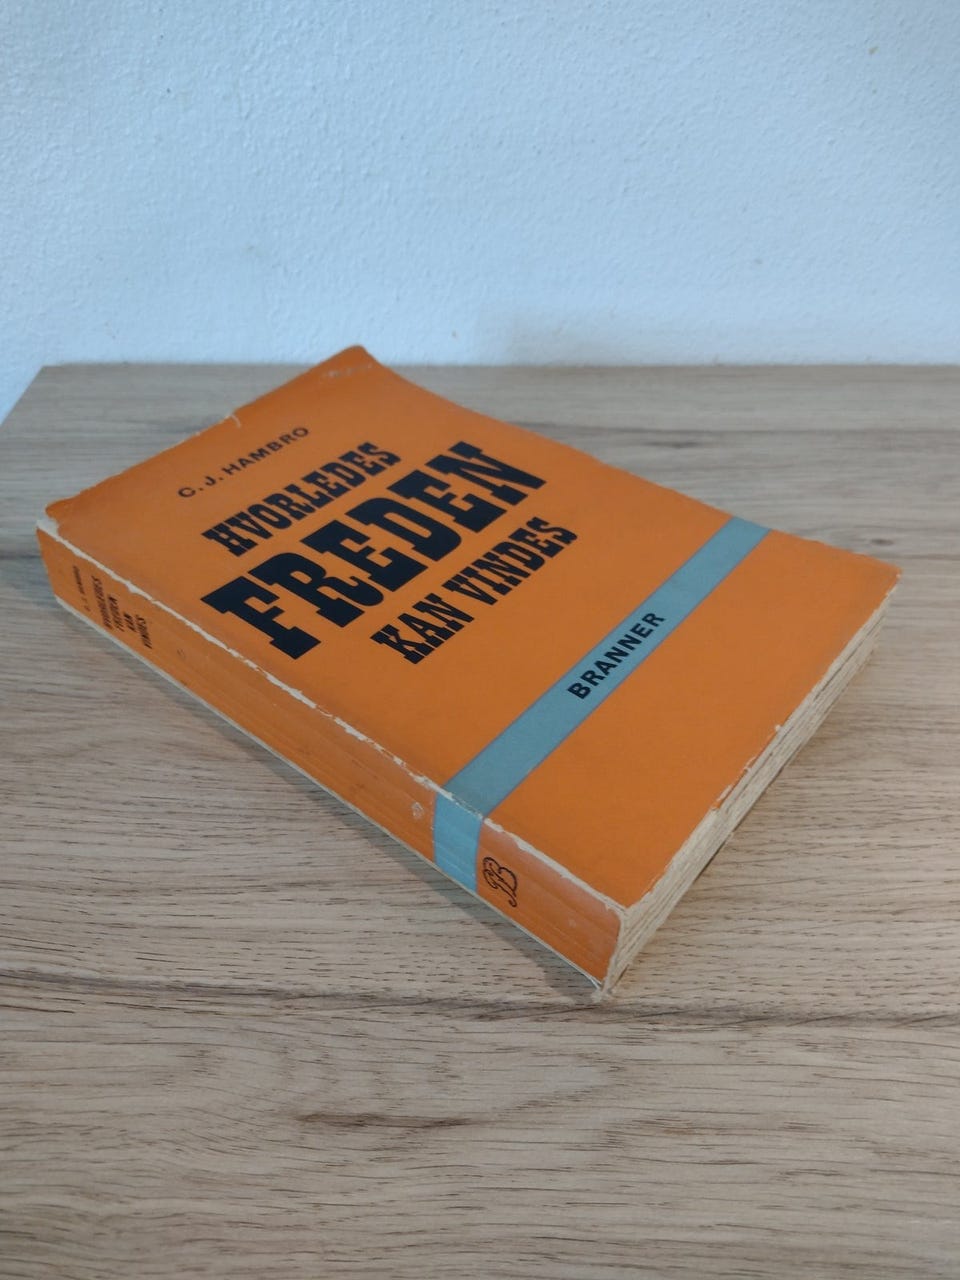 C. J. HAMBRO
HVORLEDES
FREDEN
KAN VINDES
BRANNER
C. J. HAMBRO
HVORLEDES
FREDEN
KAN
VINDES
B